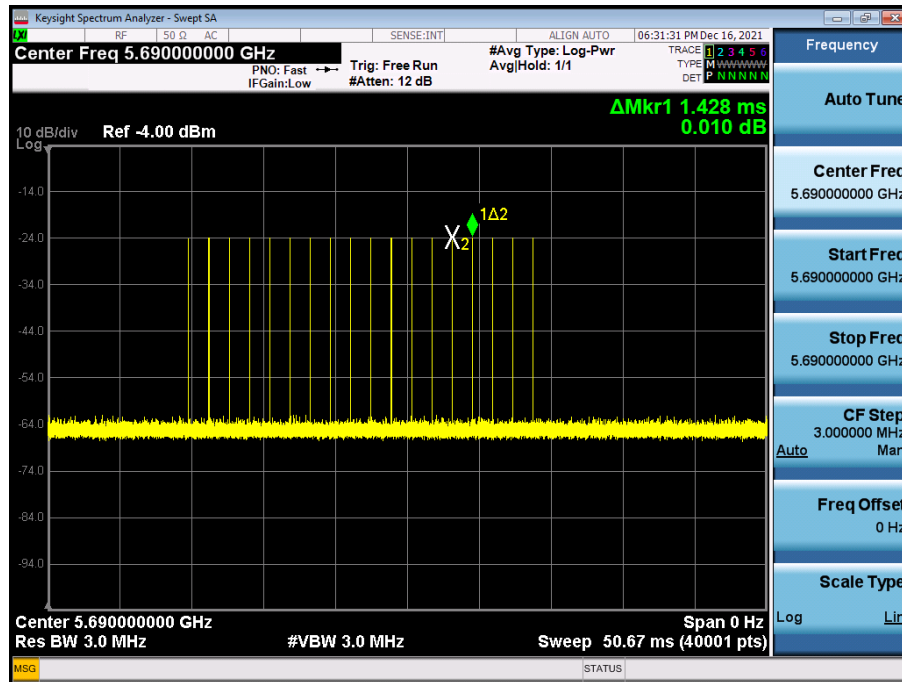 Keysight Spectrum Analyzer - Swept SA
LXI RF 50 Ω AC SENSE:INT ALIGN AUTO 06:31:31 PM Dec 16, 2021
Center Freq 5.690000000 GHz
PNO: Fast
IFGain:Low
Trig: Free Run
#Atten: 12 dB
#Avg Type: Log-Pwr
Avg|Hold: 1/1
TRACE 1 2 3 4 5 6
TYPE M WWWWW
DET P N N N N N
ΔMkr1 1.428 ms
0.010 dB
10 dB/div Ref -4.00 dBm
Log
-14.0
-24.0
-34.0
-44.0
-54.0
-64.0
-74.0
-84.0
-94.0
1Δ2
X2
Center 5.690000000 GHz Span 0 Hz
Res BW 3.0 MHz #VBW 3.0 MHz Sweep 50.67 ms (40001 pts)
MSG STATUS
Frequency
Auto Tune
Center Freq
5.690000000 GHz
Start Freq
5.690000000 GHz
Stop Freq
5.690000000 GHz
CF Step
3.000000 MHz
Auto Man
Freq Offset
0 Hz
Scale Type
Log Lin